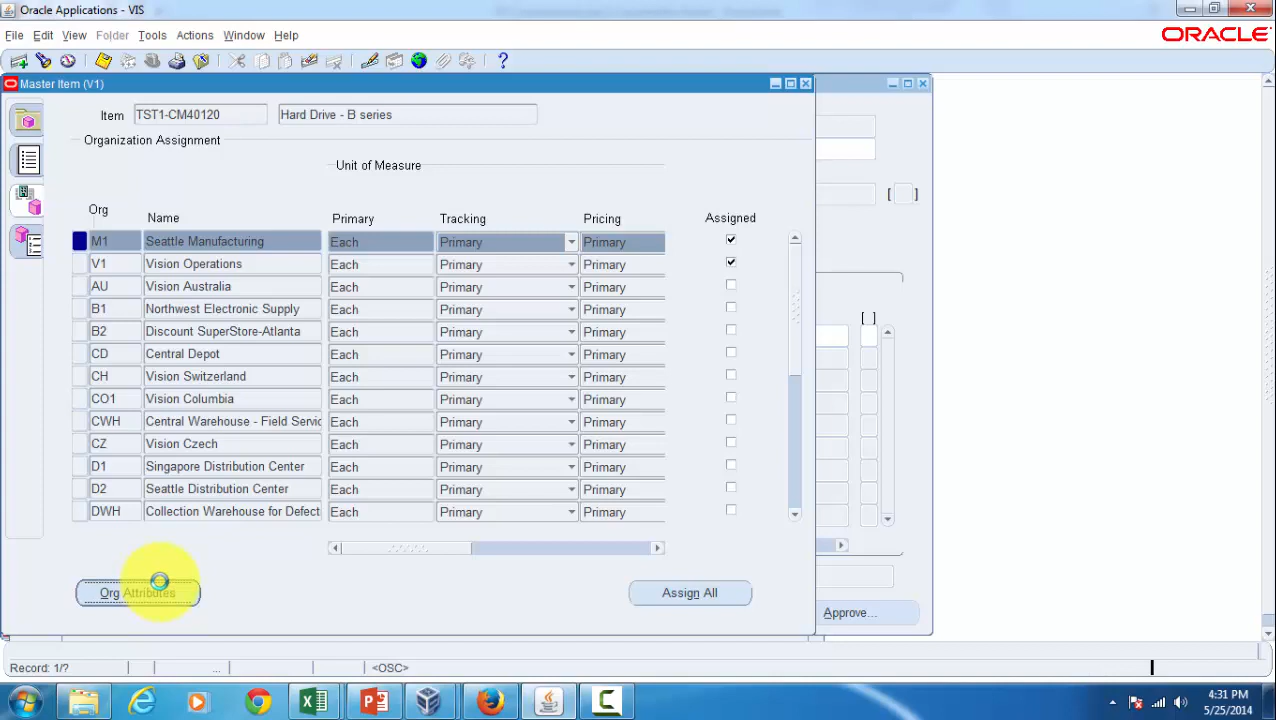 Oracle Applications - VIS
File Edit View Folder Tools Actions Window Help
ORACLE
Master Item (V1)
Item TST1-CM40120 Hard Drive - B series
Organization Assignment
Unit of Measure
[ ]
Org Name Primary Tracking Pricing Assigned
M1 Seattle Manufacturing Each Primary Primary
V1 Vision Operations Each Primary Primary
AU Vision Australia Each Primary Primary
B1 Northwest Electronic Supply Each Primary Primary
[ ]
B2 Discount SuperStore-Atlanta Each Primary Primary
CD Central Depot Each Primary Primary
CH Vision Switzerland Each Primary Primary
CO1 Vision Columbia Each Primary Primary
CWH Central Warehouse - Field Servic Each Primary Primary
CZ Vision Czech Each Primary Primary
D1 Singapore Distribution Center Each Primary Primary
D2 Seattle Distribution Center Each Primary Primary
DWH Collection Warehouse for Defect Each Primary Primary
Org Attributes Assign All
Approve...
Record: 1/? ... <OSC>
4:31 PM
5/25/2014